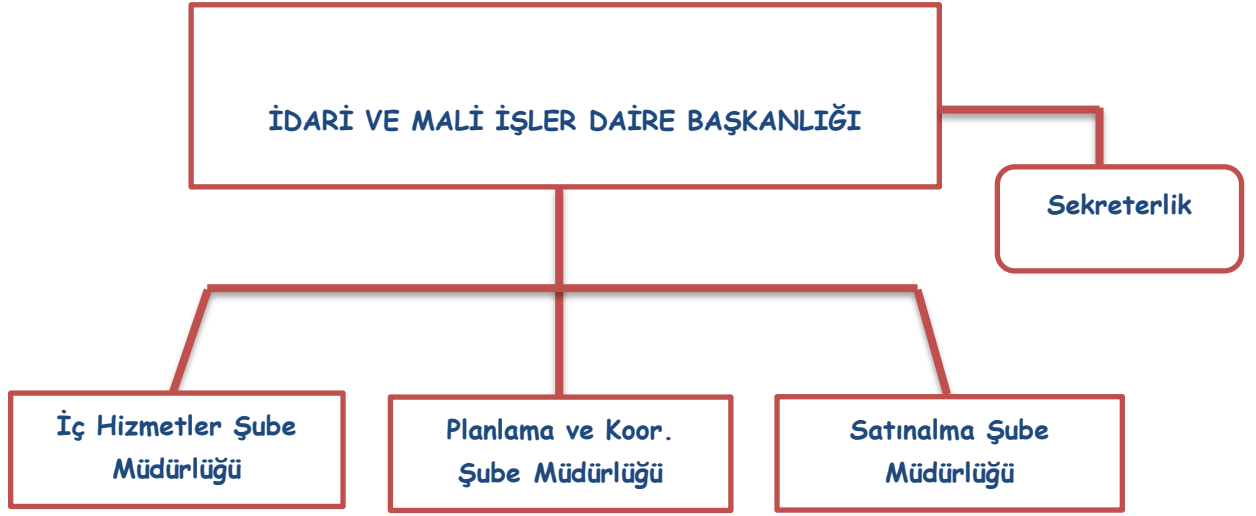 İDARİ VE MALİ İŞLER DAİRE BAŞKANLIĞI
Sekreterlik
İç Hizmetler Şube
Müdürlüğü
Planlama ve Koor.
Şube Müdürlüğü
Satınalma Şube
Müdürlüğü